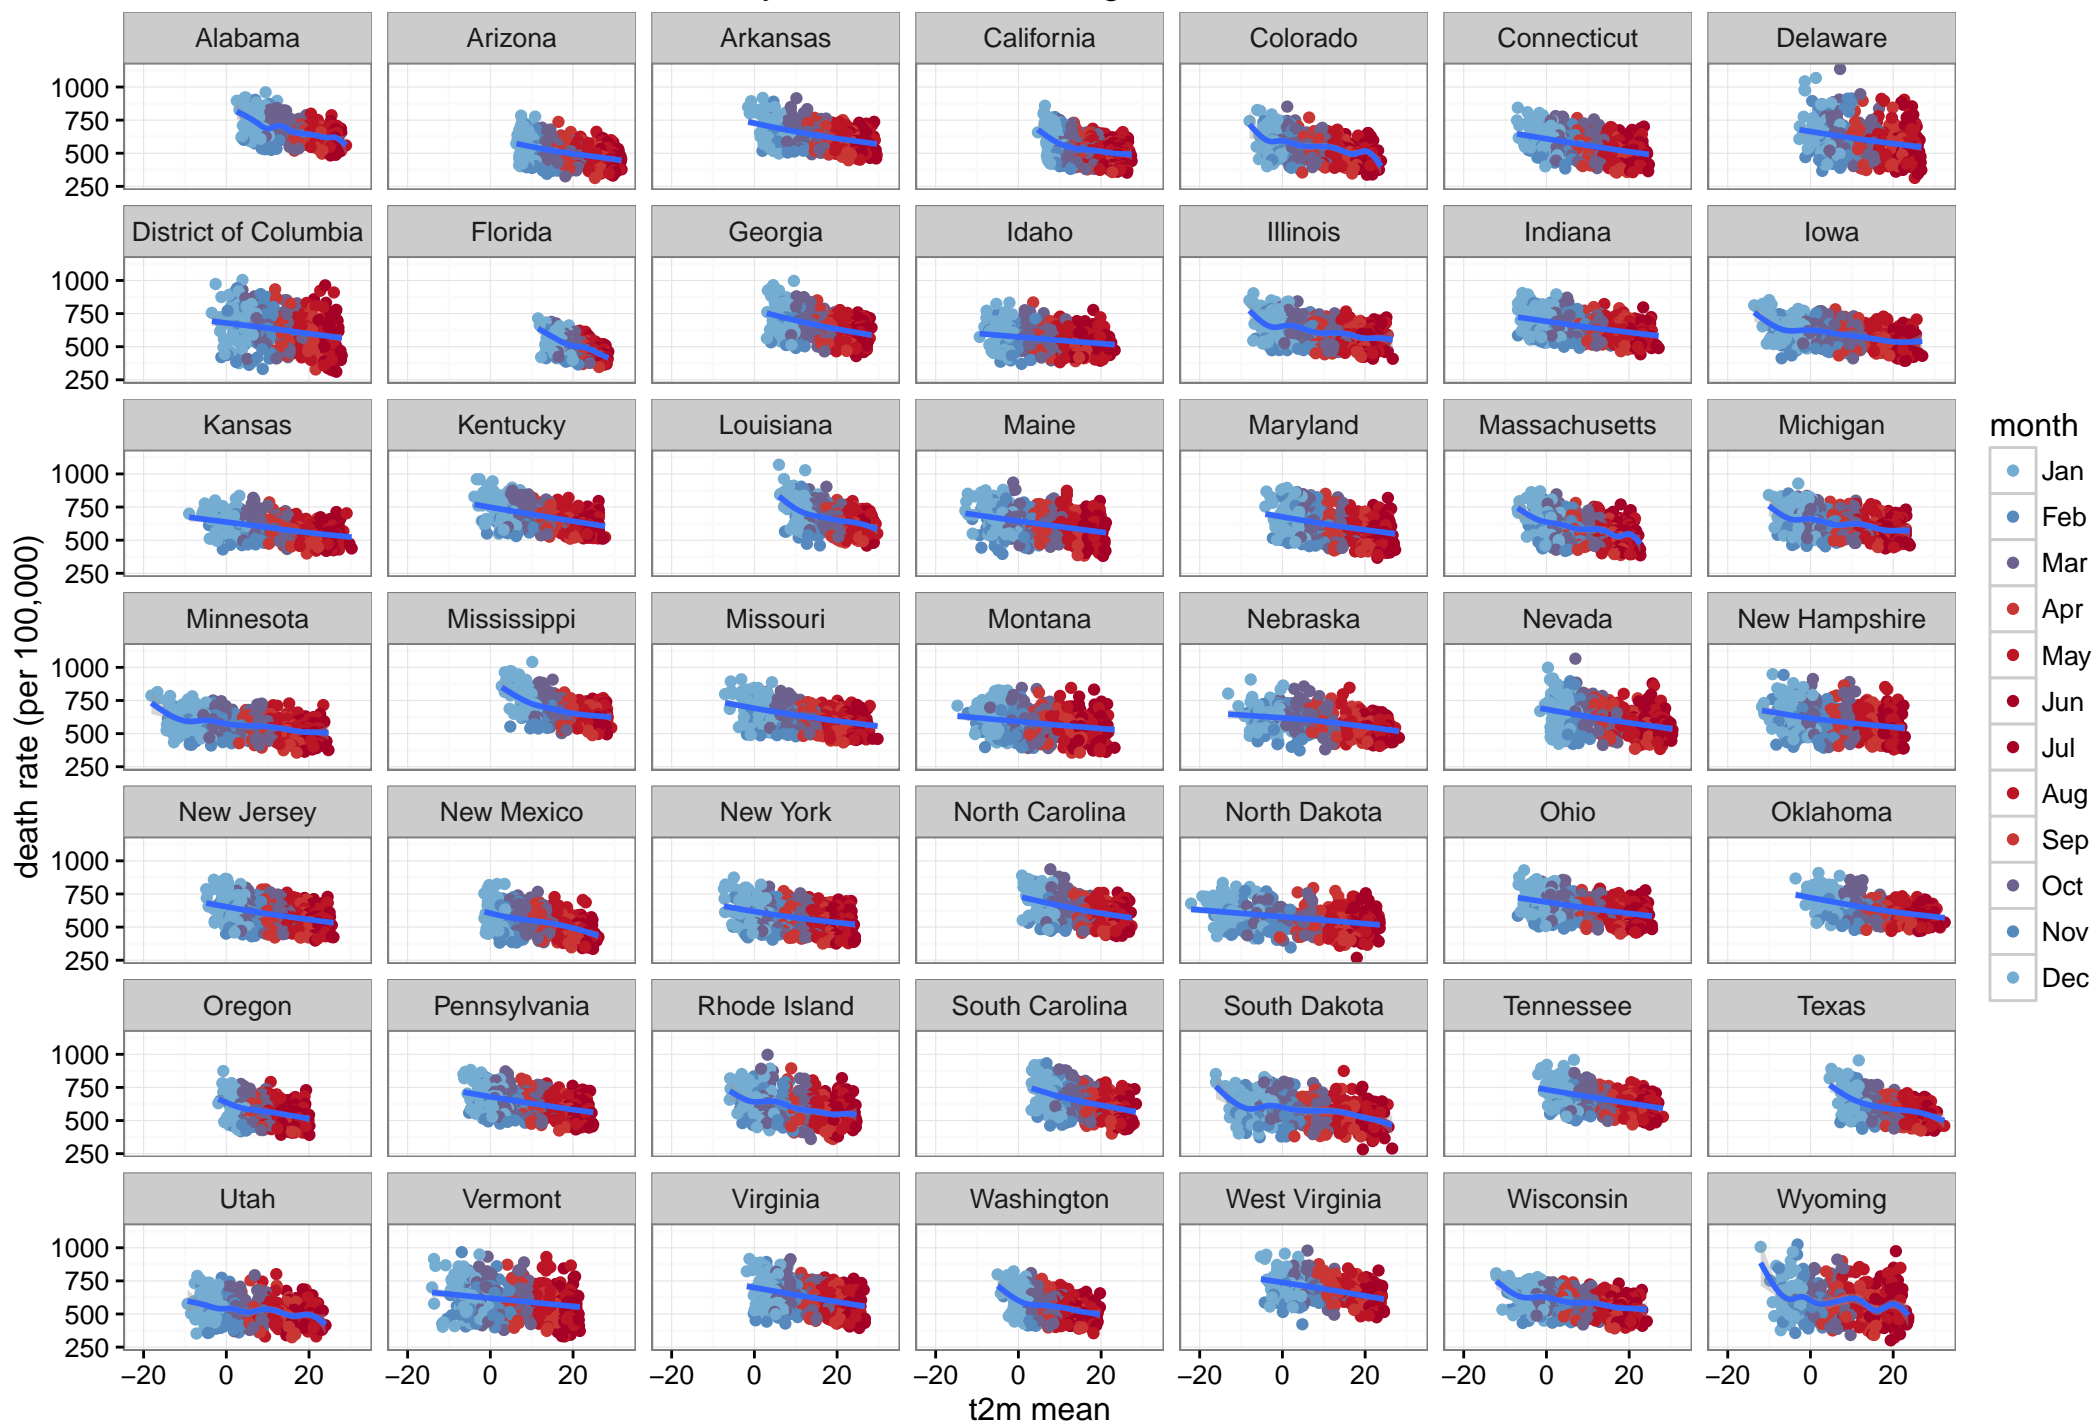 Alabama Arizona Arkansas California Colorado Connecticut Delaware
1000
750
500
250
District of Columbia Florida Georgia Idaho Illinois Indiana Iowa
1000
750
500
250
Kansas Kentucky Louisiana Maine Maryland Massachusetts Michigan
1000
750
500
250
Minnesota Mississippi Missouri Montana Nebraska Nevada New Hampshire
1000
750
500
250
New Jersey New Mexico New York North Carolina North Dakota Ohio Oklahoma
1000
750
500
250
Oregon Pennsylvania Rhode Island South Carolina South Dakota Tennessee Texas
1000
750
500
250
Utah Vermont Virginia Washington West Virginia Wisconsin Wyoming
1000
750
500
250
−20 0 20 −20 0 20 −20 0 20 −20 0 20 −20 0 20 −20 0 20 −20 0 20
t2m mean
death rate (per 100,000)
month
Jan
Feb
Mar
Apr
May
Jun
Jul
Aug
Sep
Oct
Nov
Dec